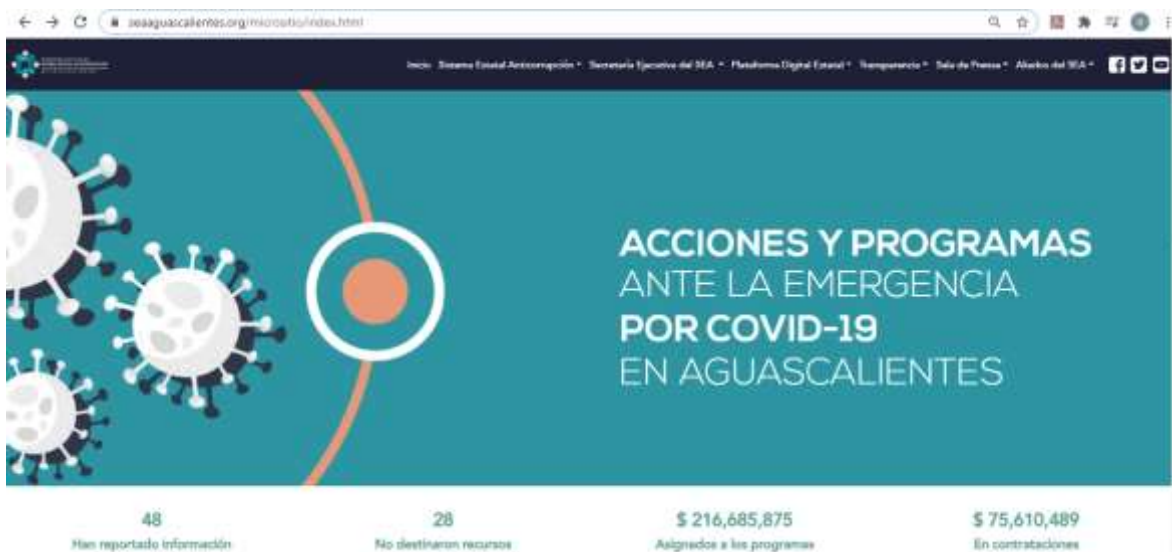 seaaguascalientes.org/micrositio/index.html
Inicio Sistema Estatal Anticorrupción Secretaría Ejecutiva del SEA Plataforma Digital Estatal Transparencia Sala de Prensa Aliados del SEA
ACCIONES Y PROGRAMAS
ANTE LA EMERGENCIA
POR COVID-19
EN AGUASCALIENTES
48 28 $ 216,685,875 $ 75,610,489
Han reportado información No destinaron recursos Asignados a los programas En contrataciones